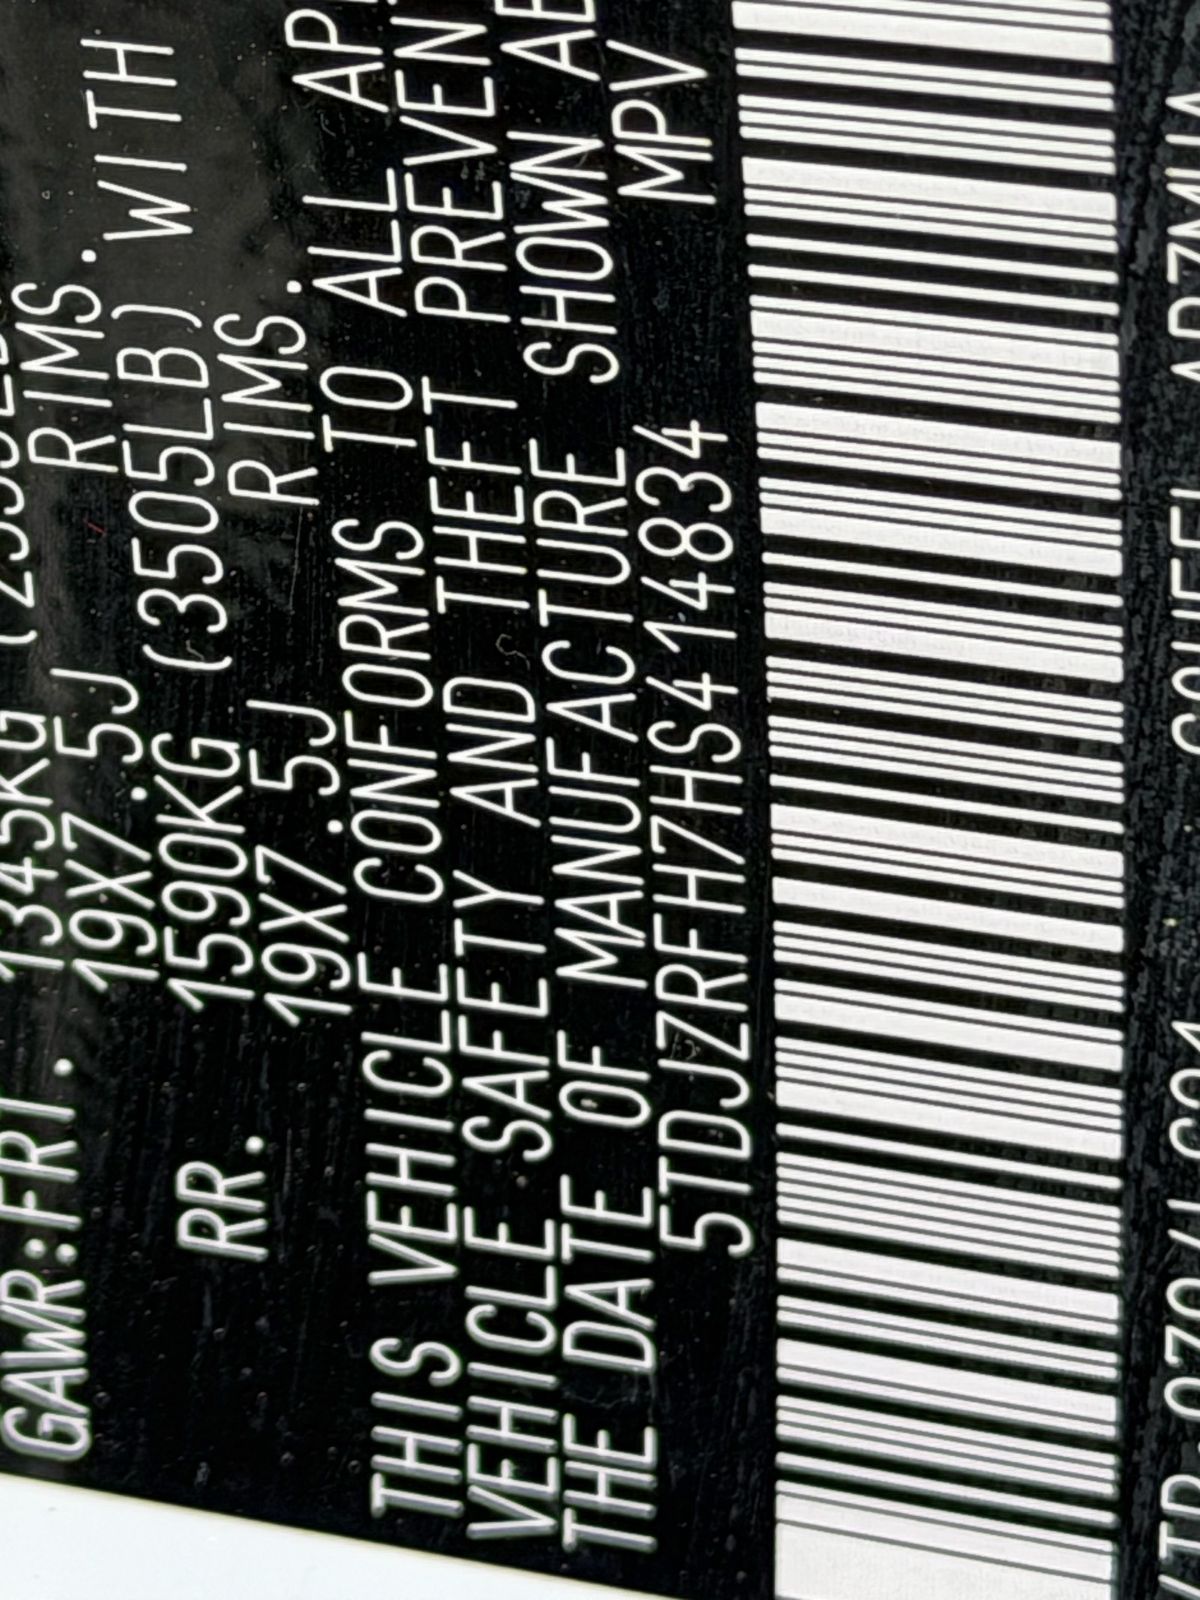 GAWR:FRT. 1345KG
19X7.5J RIMS. WITH
RR. 1590KG (3505LB)
19X7.5J RIMS.
THIS VEHICLE CONFORMS TO ALL
VEHICLE SAFETY AND THEFT PREVEN
THE DATE OF MANUFACTURE SHOWN
5TDJZRFH7HS414834 MPV